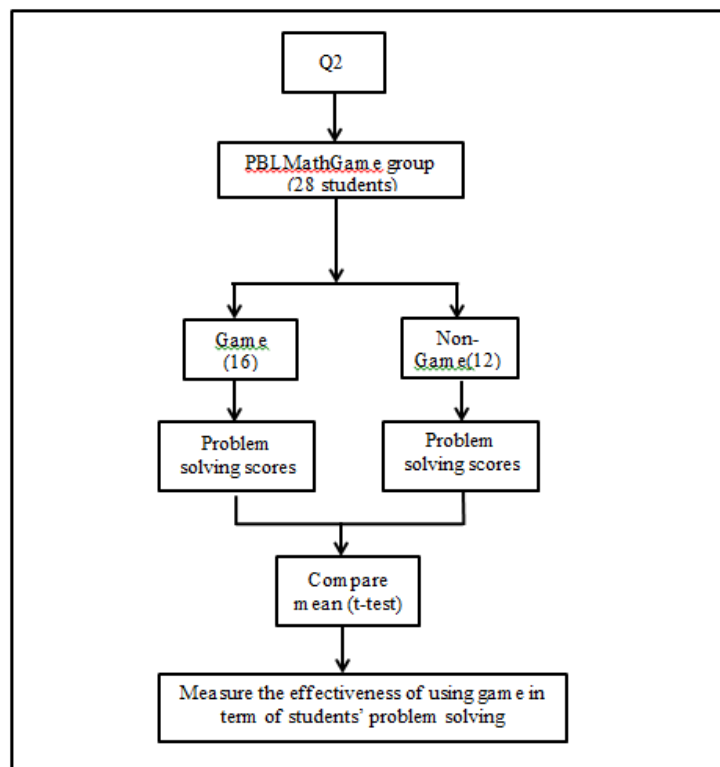 Q2
PBLMathGame group
(28 students)
Game
(16)
Non-
Game(12)
Problem
solving scores
Problem
solving scores
Compare
mean (t-test)
Measure the effectiveness of using game in
term of students’ problem solving